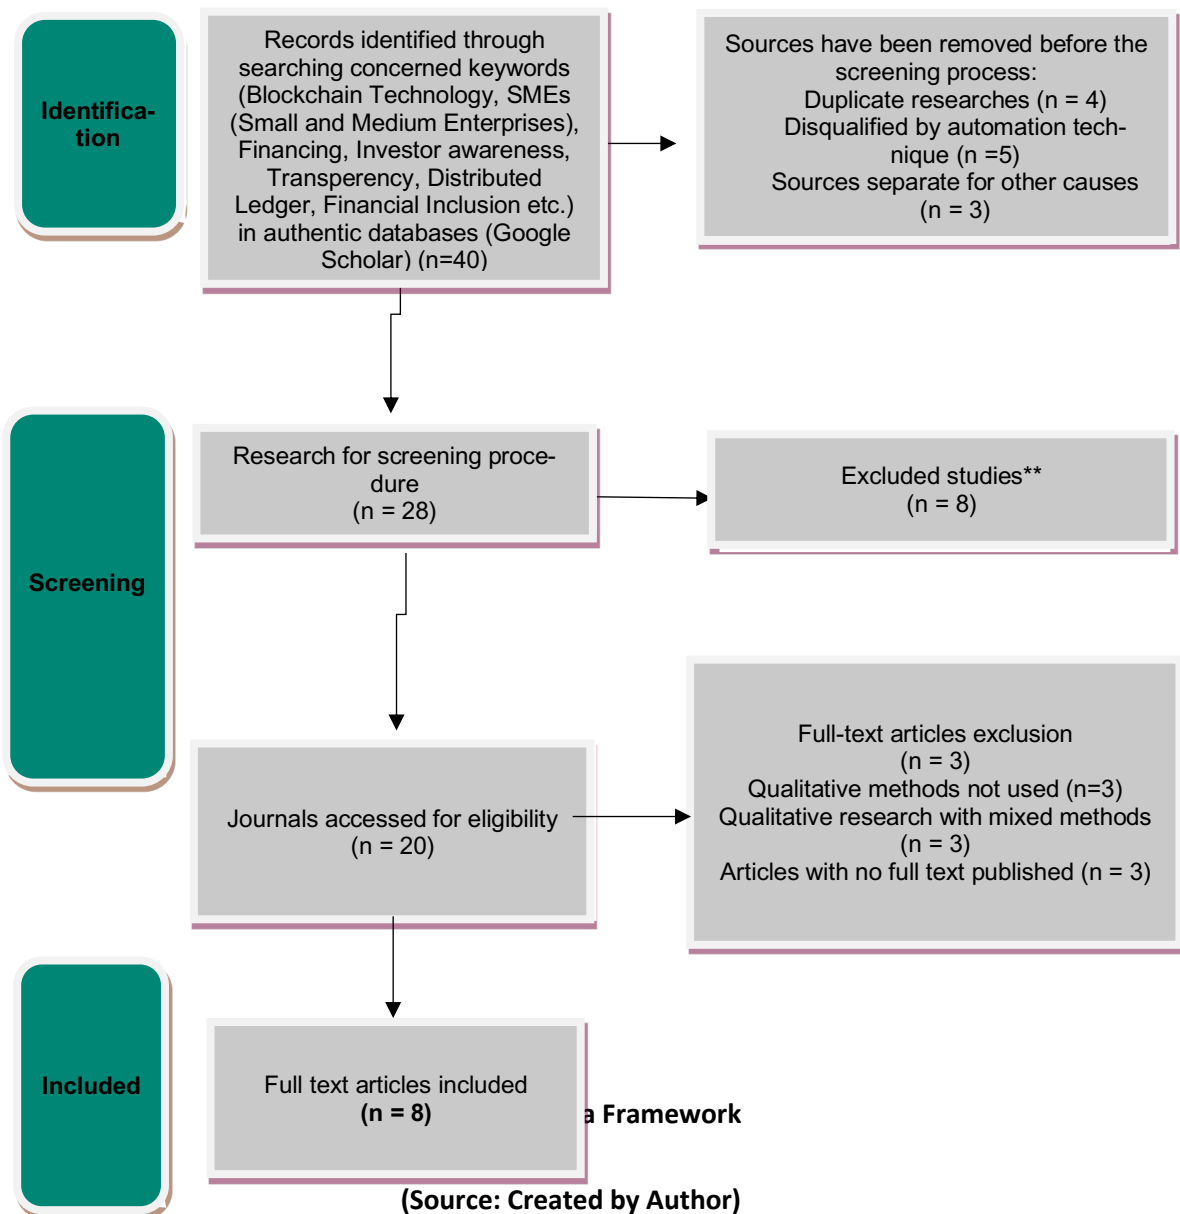 Identifica-
tion
Records identified through
searching concerned keywords
(Blockchain Technology, SMEs
(Small and Medium Enterprises),
Financing, Investor awareness,
Transperency, Distributed
Ledger, Financial Inclusion etc.)
in authentic databases (Google
Scholar) (n=40)
Sources have been removed before the
screening process:
Duplicate researches (n = 4)
Disqualified by automation tech-
nique (n =5)
Sources separate for other causes
(n = 3)
Screening
Research for screening proce-
dure
(n = 28)
Excluded studies**
(n = 8)
Journals accessed for eligibility
(n = 20)
Full-text articles exclusion
(n = 3)
Qualitative methods not used (n=3)
Qualitative research with mixed methods
(n = 3)
Articles with no full text published (n = 3)
Included
Full text articles included
(n = 8)
a Framework
(Source: Created by Author)